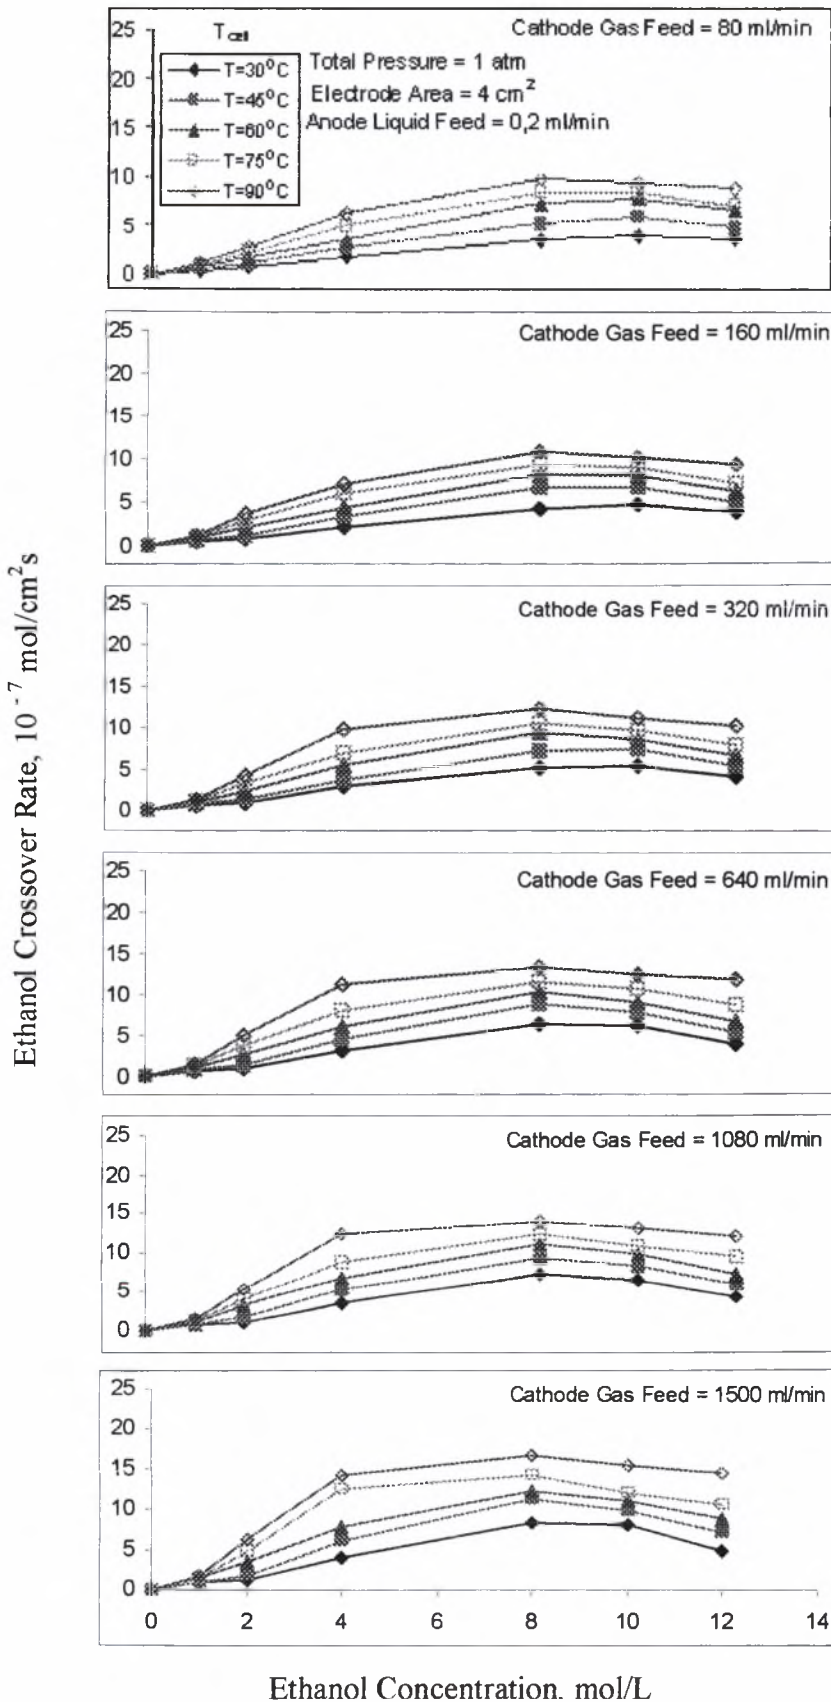 Cathode Gas Feed = 80 ml/min
25
20
15
10
5
0
T cell
T=30°C
T=45°C
T=60°C
T=75°C
T=90°C
Total Pressure = 1 atm
Electrode Area = 4 cm²
Anode Liquid Feed = 0,2 ml/min
Cathode Gas Feed = 160 ml/min
25
20
15
10
5
0
Cathode Gas Feed = 320 ml/min
25
20
15
10
5
0
Cathode Gas Feed = 640 ml/min
25
20
15
10
5
0
Cathode Gas Feed = 1080 ml/min
25
20
15
10
5
0
Cathode Gas Feed = 1500 ml/min
25
20
15
10
5
0
0 2 4 6 8 10 12 14
Ethanol Crossover Rate, 10⁻⁷ mol/cm²s
Ethanol Concentration, mol/L